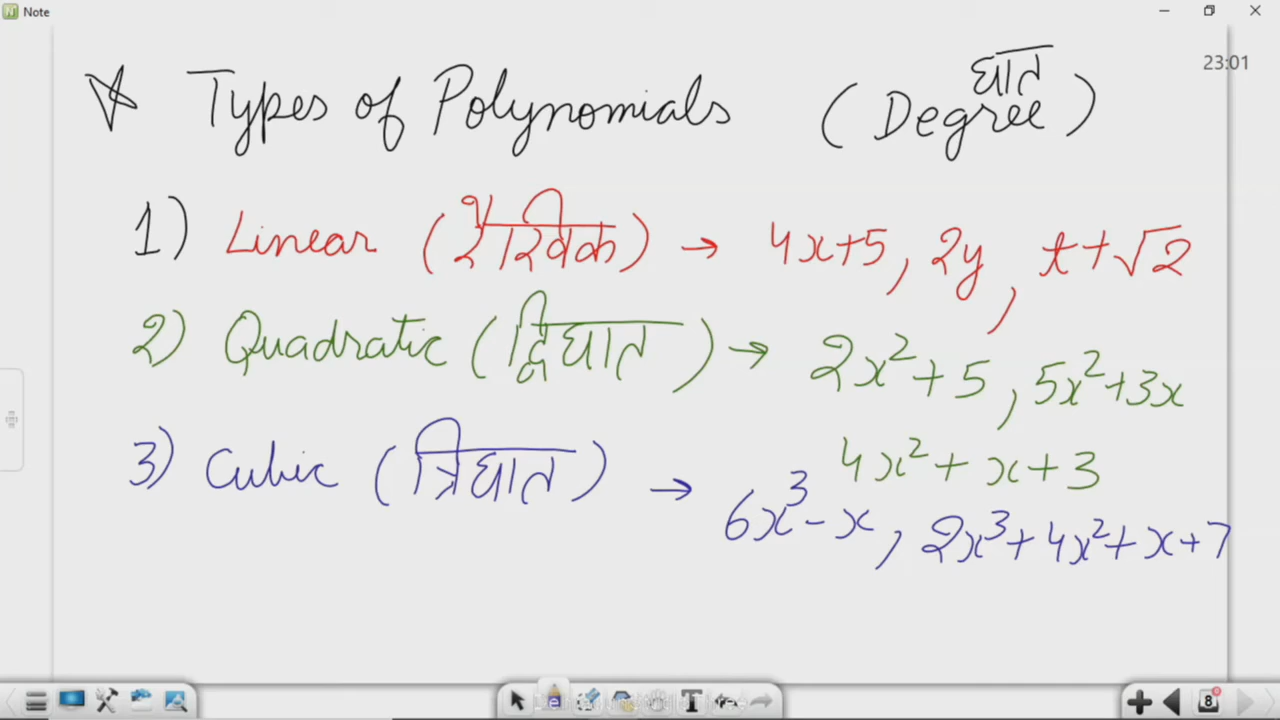 Note
23:01
☆ Types of Polynomials (Degree) घात
1) Linear (रैखिक) → 4x+5, 2y, t+√2
2) Quadratic (द्विघात) → 2x²+5, 5x²+3x
4x²+x+3
3) Cubic (त्रिघात) → 6x³-x, 2x³+4x²+x+7
8